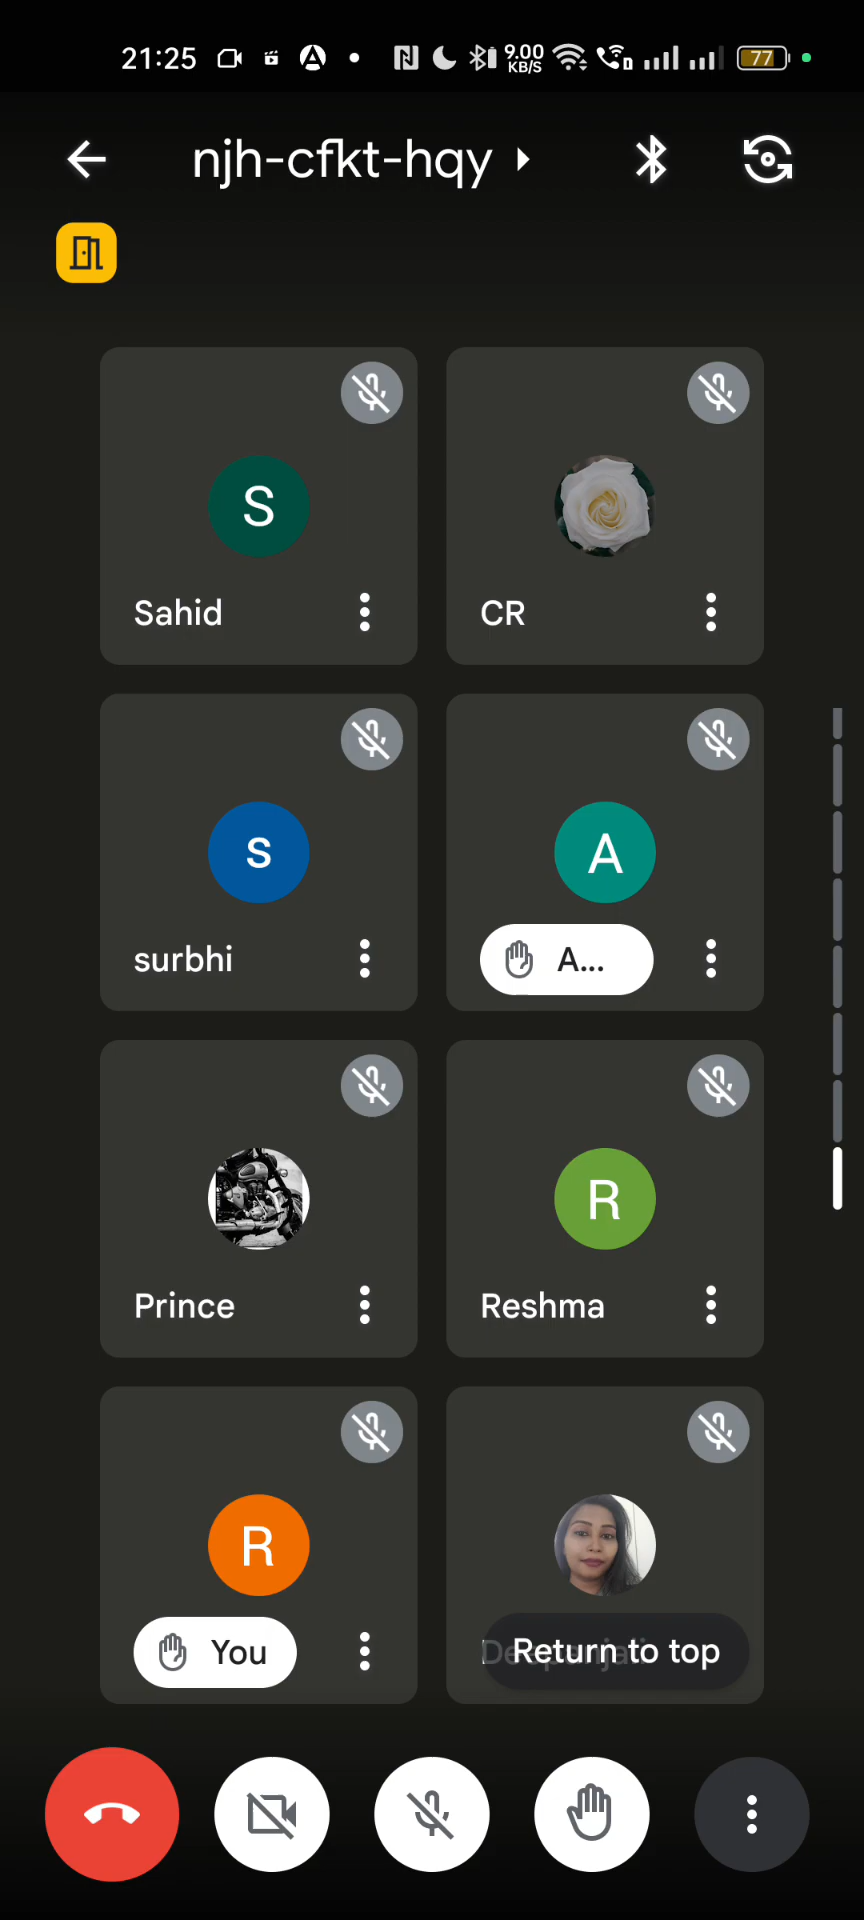 21:25 9.00 KB/S 77
njh-cfkt-hqy
S
Sahid CR
s A
surbhi A...
R
Prince Reshma
R
You Return to top